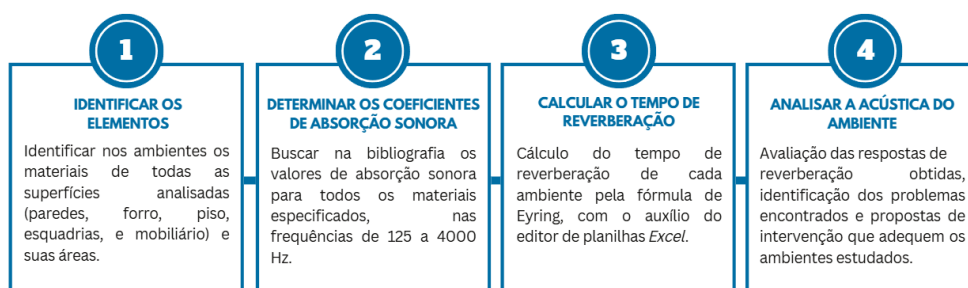 1
IDENTIFICAR OS
ELEMENTOS
Identificar nos ambientes os
materiais de todas as
superfícies analisadas
(paredes, forro, piso,
esquadrias, e mobiliário) e
suas áreas.
2
DETERMINAR OS COEFICIENTES
DE ABSORÇÃO SONORA
Buscar na bibliografia os
valores de absorção sonora
para todos os materiais
especificados, nas
frequências de 125 a 4000
Hz.
3
CALCULAR O TEMPO DE
REVERBERAÇÃO
Cálculo do tempo de
reverberação de cada
ambiente pela fórmula de
Eyring, com o auxílio do
editor de planilhas Excel.
4
ANALISAR A ACÚSTICA DO
AMBIENTE
Avaliação das respostas de
reverberação obtidas,
identificação dos problemas
encontrados e propostas de
intervenção que adequem os
ambientes estudados.